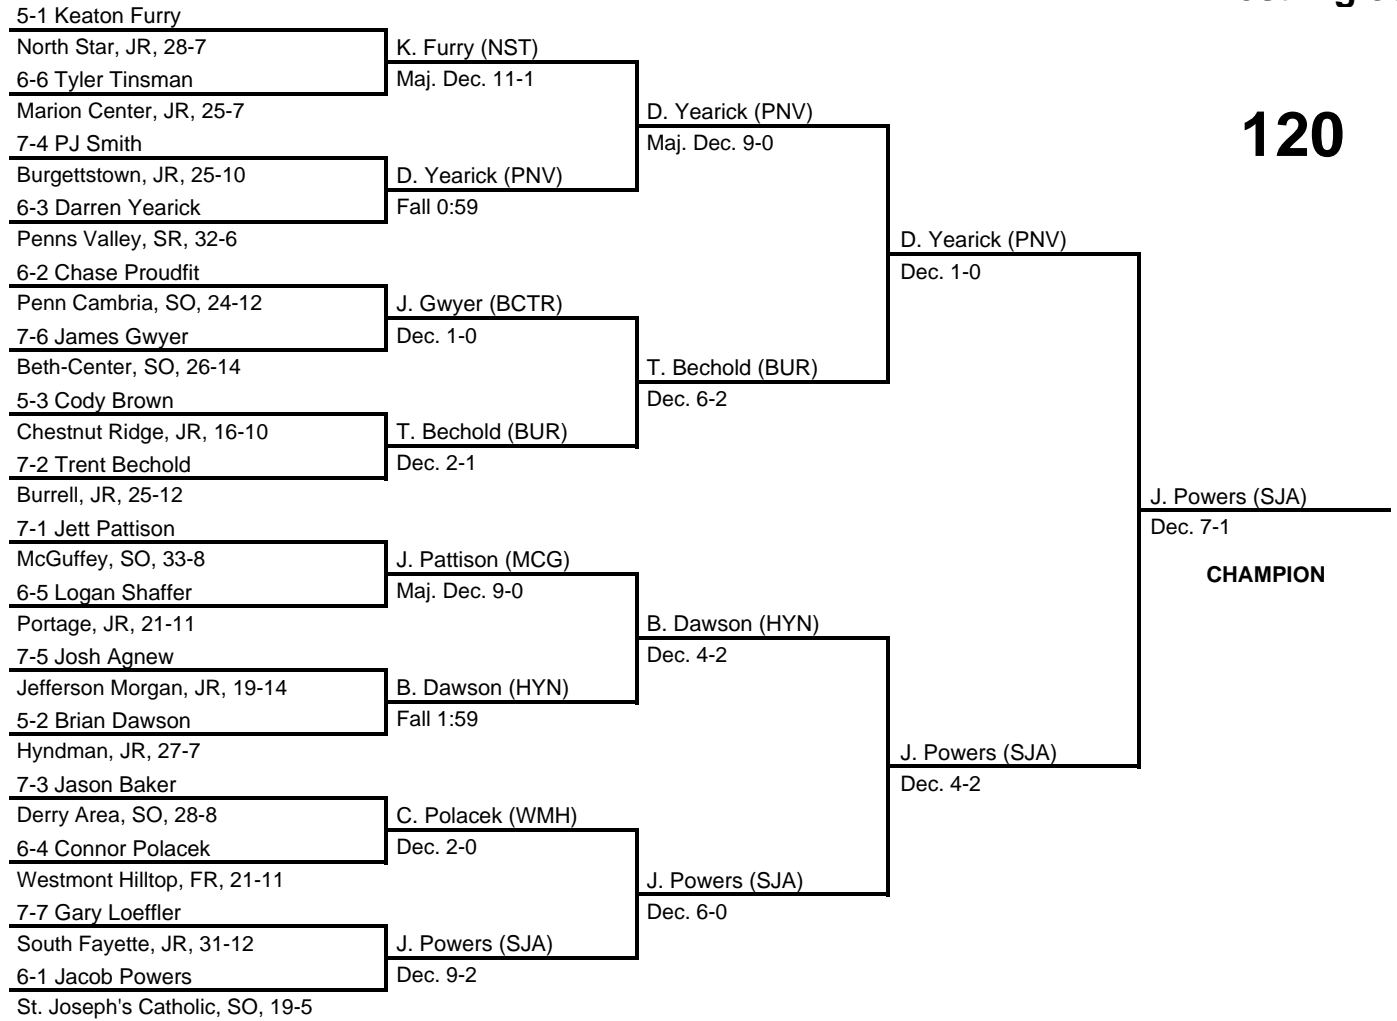 5-1 Keaton Furry
North Star, JR, 28-7
6-6 Tyler Tinsman
Marion Center, JR, 25-7
7-4 PJ Smith
Burgettstown, JR, 25-10
6-3 Darren Yearick
Penns Valley, SR, 32-6
6-2 Chase Proudfit
Penn Cambria, SO, 24-12
7-6 James Gwyer
Beth-Center, SO, 26-14
5-3 Cody Brown
Chestnut Ridge, JR, 16-10
7-2 Trent Bechold
Burrell, JR, 25-12
7-1 Jett Pattison
McGuffey, SO, 33-8
6-5 Logan Shaffer
Portage, JR, 21-11
7-5 Josh Agnew
Jefferson Morgan, JR, 19-14
5-2 Brian Dawson
Hyndman, JR, 27-7
7-3 Jason Baker
Derry Area, SO, 28-8
6-4 Connor Polacek
Westmont Hilltop, FR, 21-11
7-7 Gary Loeffler
South Fayette, JR, 31-12
6-1 Jacob Powers
St. Joseph's Catholic, SO, 19-5
K. Furry (NST)
Maj. Dec. 11-1
D. Yearick (PNV)
Fall 0:59
J. Gwyer (BCTR)
Dec. 1-0
T. Bechold (BUR)
Dec. 2-1
J. Pattison (MCG)
Maj. Dec. 9-0
B. Dawson (HYN)
Fall 1:59
C. Polacek (WMH)
Dec. 2-0
J. Powers (SJA)
Dec. 9-2
D. Yearick (PNV)
Maj. Dec. 9-0
T. Bechold (BUR)
Dec. 6-2
B. Dawson (HYN)
Dec. 4-2
J. Powers (SJA)
Dec. 6-0
D. Yearick (PNV)
Dec. 1-0
J. Powers (SJA)
Dec. 4-2
120
J. Powers (SJA)
Dec. 7-1
CHAMPION